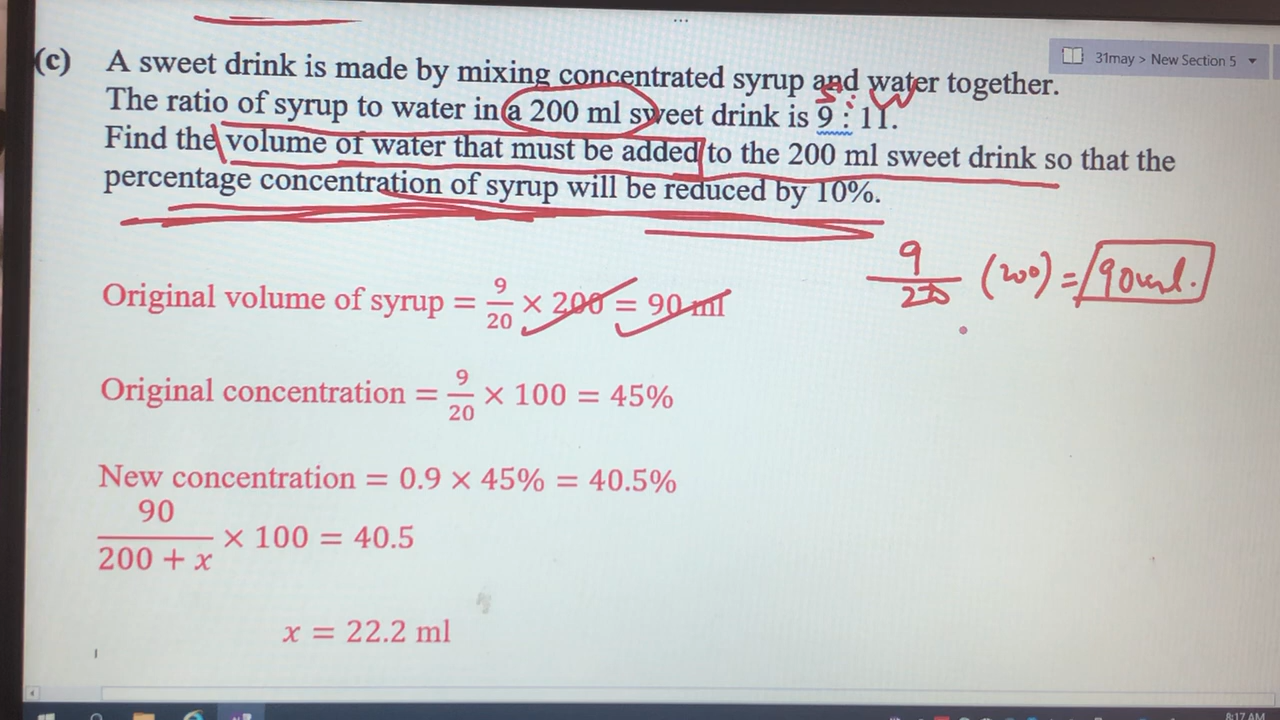 31may > New Section 5
(c) A sweet drink is made by mixing concentrated syrup and water together.
S : W
The ratio of syrup to water in a 200 ml sweet drink is 9 : 11.
Find the volume of water that must be added to the 200 ml sweet drink so that the
percentage concentration of syrup will be reduced by 10%.
9/20 (200) = 90ml.
Original volume of syrup = 9/20 × 200 = 90 ml
Original concentration = 9/20 × 100 = 45%
New concentration = 0.9 × 45% = 40.5%
90/(200 + x) × 100 = 40.5
x = 22.2 ml
8:17 AM